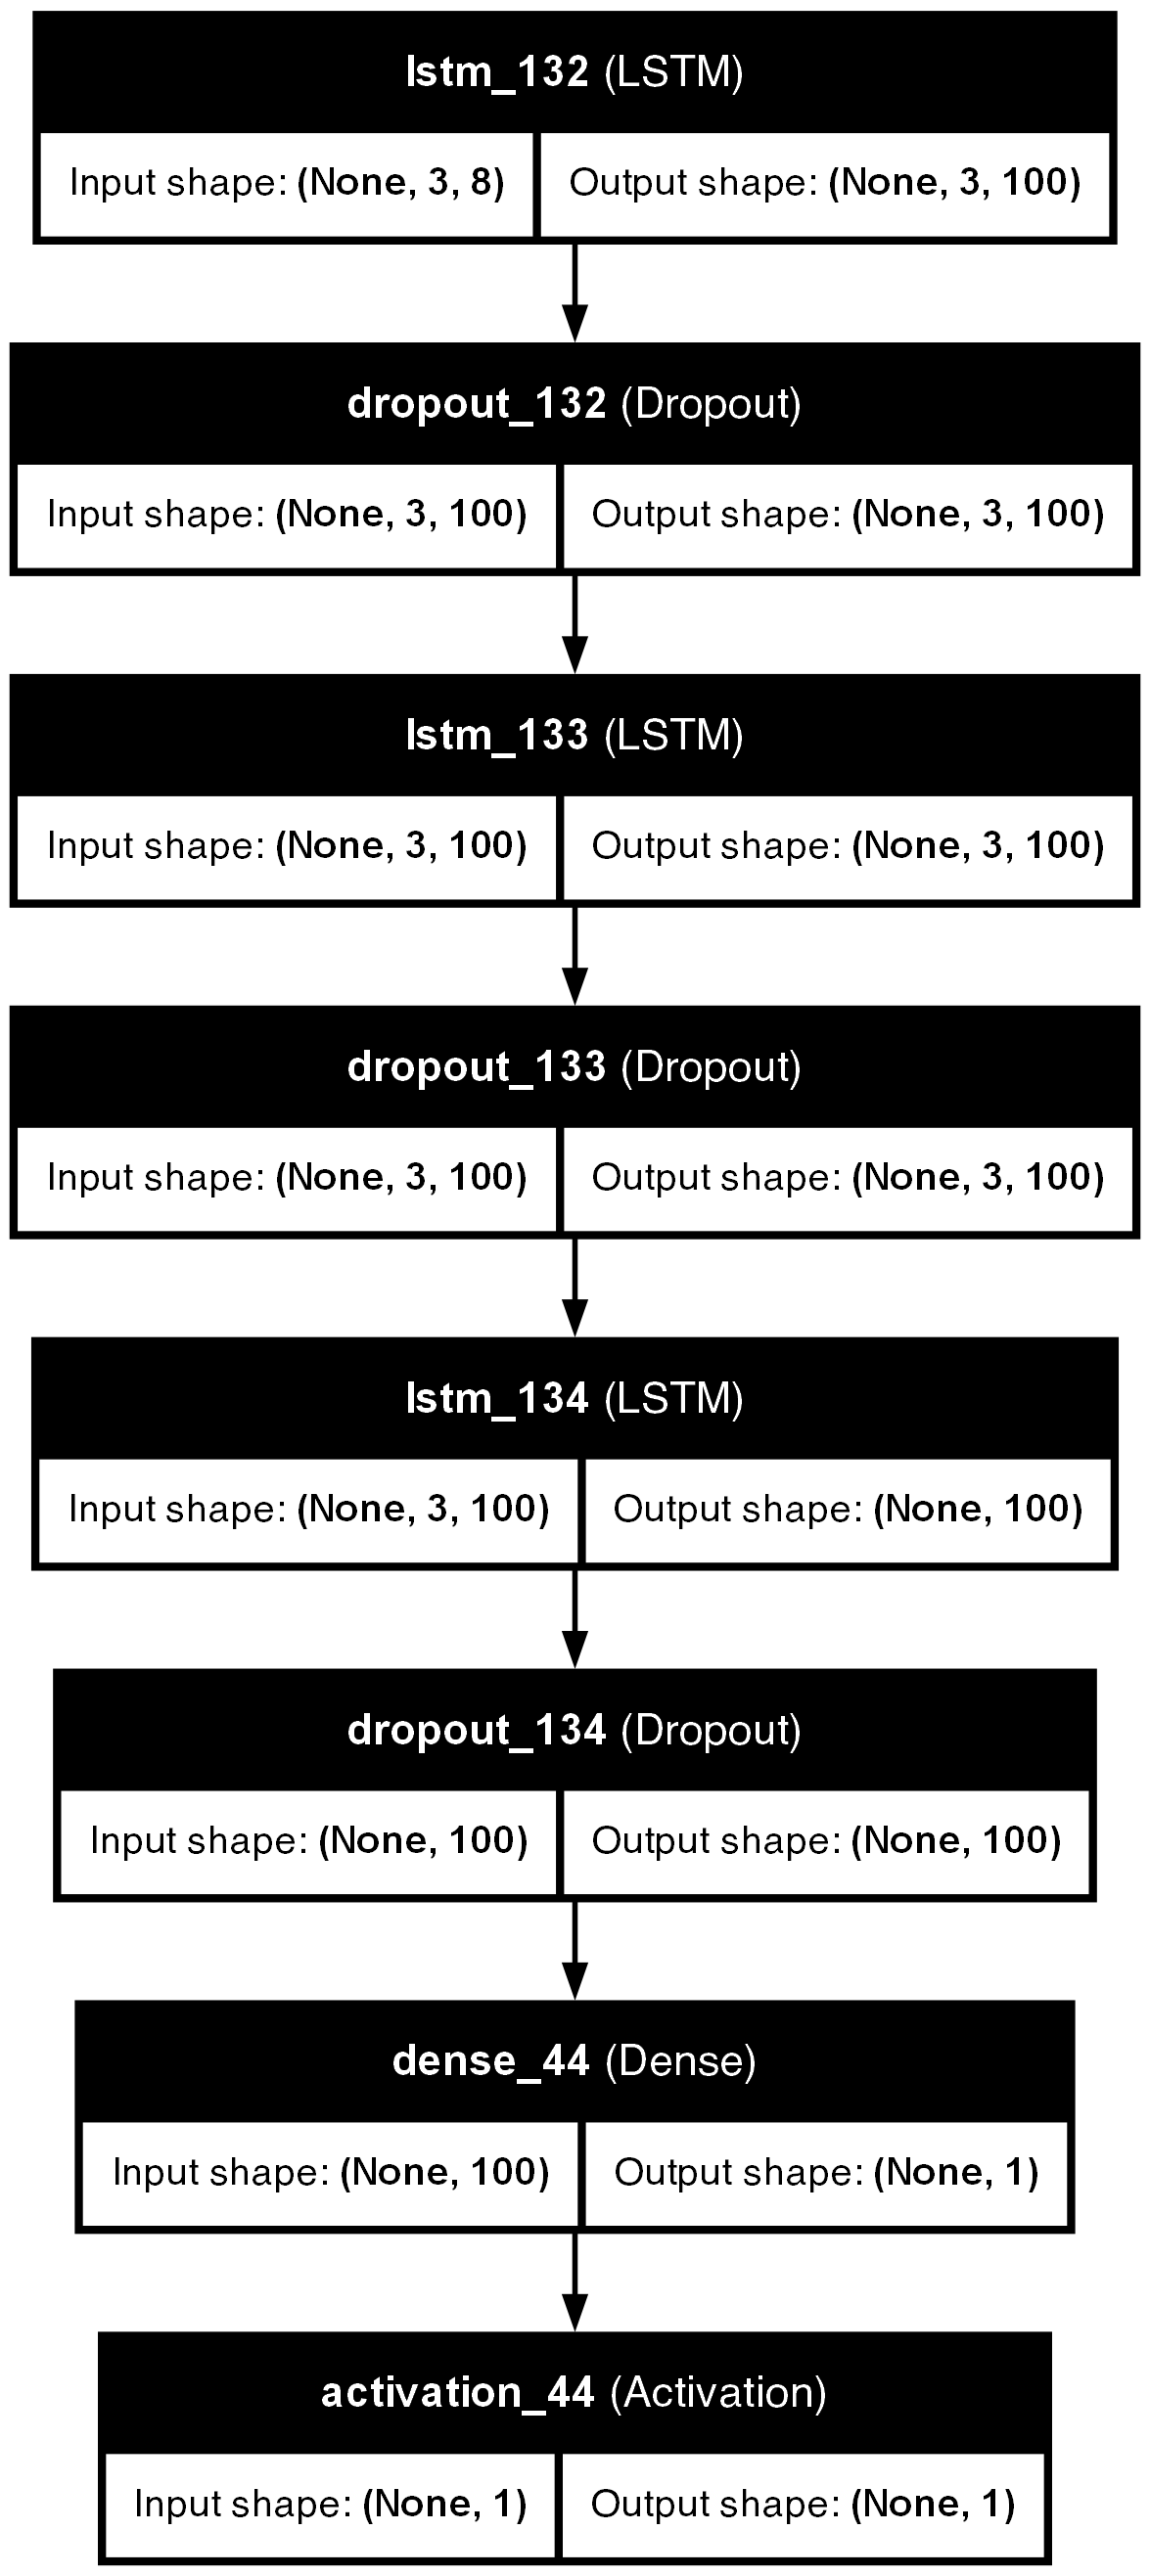 lstm_132 (LSTM)
Input shape: (None, 3, 8) Output shape: (None, 3, 100)
dropout_132 (Dropout)
Input shape: (None, 3, 100) Output shape: (None, 3, 100)
lstm_133 (LSTM)
Input shape: (None, 3, 100) Output shape: (None, 3, 100)
dropout_133 (Dropout)
Input shape: (None, 3, 100) Output shape: (None, 3, 100)
lstm_134 (LSTM)
Input shape: (None, 3, 100) Output shape: (None, 100)
dropout_134 (Dropout)
Input shape: (None, 100) Output shape: (None, 100)
dense_44 (Dense)
Input shape: (None, 100) Output shape: (None, 1)
activation_44 (Activation)
Input shape: (None, 1) Output shape: (None, 1)